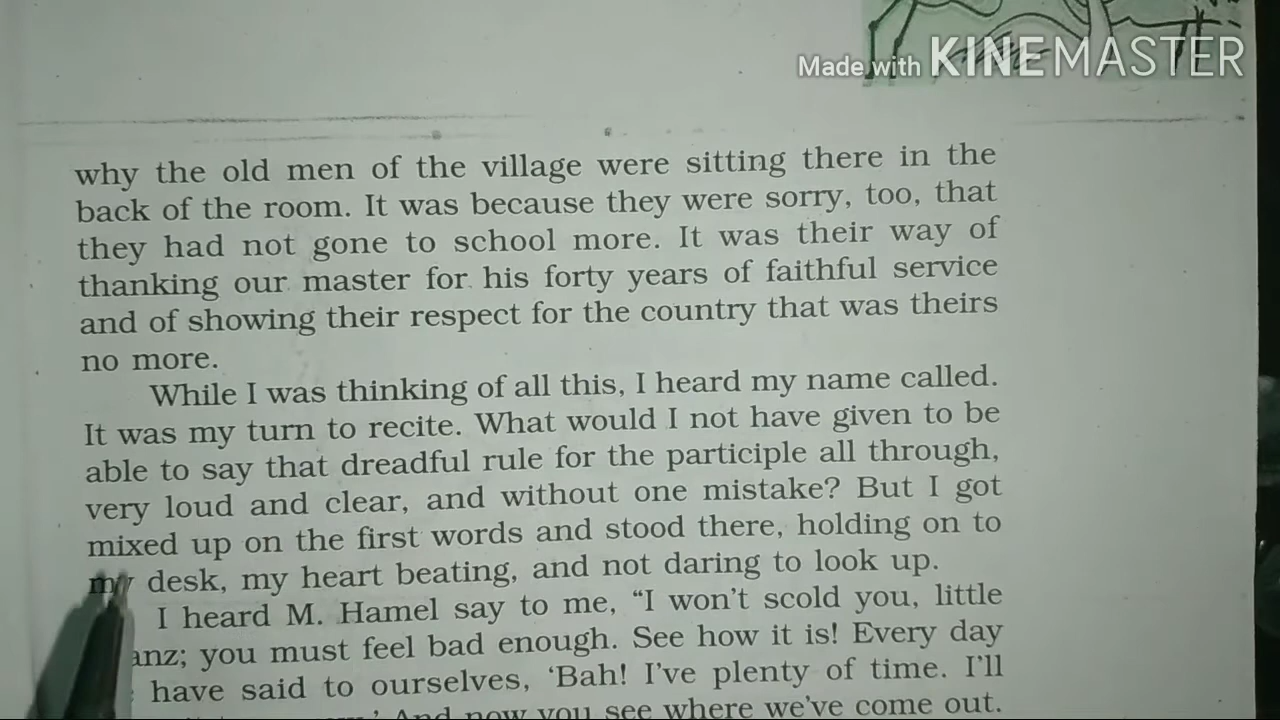 Made with KINEMASTER
why the old men of the village were sitting there in the
back of the room. It was because they were sorry, too, that
they had not gone to school more. It was their way of
thanking our master for his forty years of faithful service
and of showing their respect for the country that was theirs
no more.
While I was thinking of all this, I heard my name called.
It was my turn to recite. What would I not have given to be
able to say that dreadful rule for the participle all through,
very loud and clear, and without one mistake? But I got
mixed up on the first words and stood there, holding on to
my desk, my heart beating, and not daring to look up.
I heard M. Hamel say to me, “I won’t scold you, little
anz; you must feel bad enough. See how it is! Every day
have said to ourselves, ‘Bah! I’ve plenty of time. I’ll
And now you see where we’ve come out.